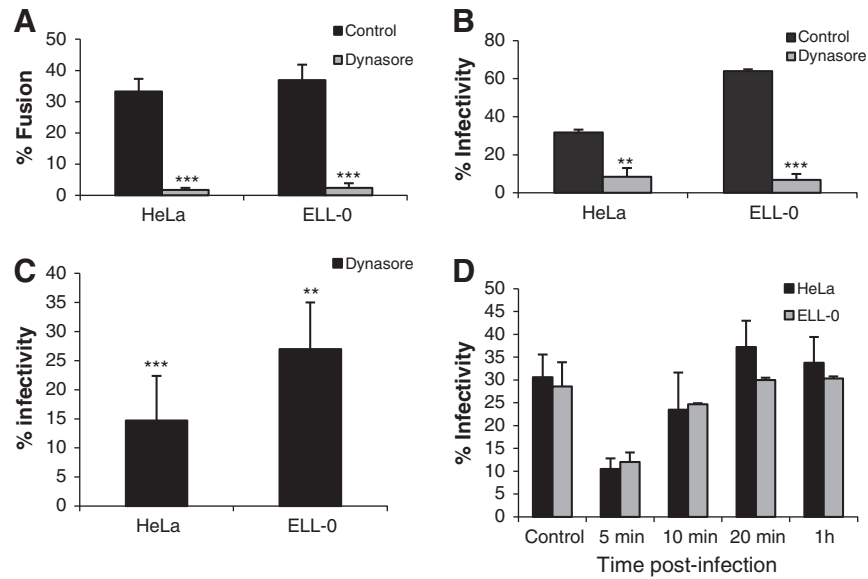 A
50
40
30
20
10
0
% Fusion
Control
Dynasore
***
***
HeLa
ELL-0
B
80
60
40
20
0
% Infectivity
Control
Dynasore
**
***
HeLa
ELL-0
C
40
35
30
25
20
15
10
5
0
% infectivity
Dynasore
***
**
HeLa
ELL-0
D
50
45
40
35
30
25
20
15
10
5
0
% Infectivity
HeLa
ELL-0
Control
5 min
10 min
20 min
1h
Time post-infection